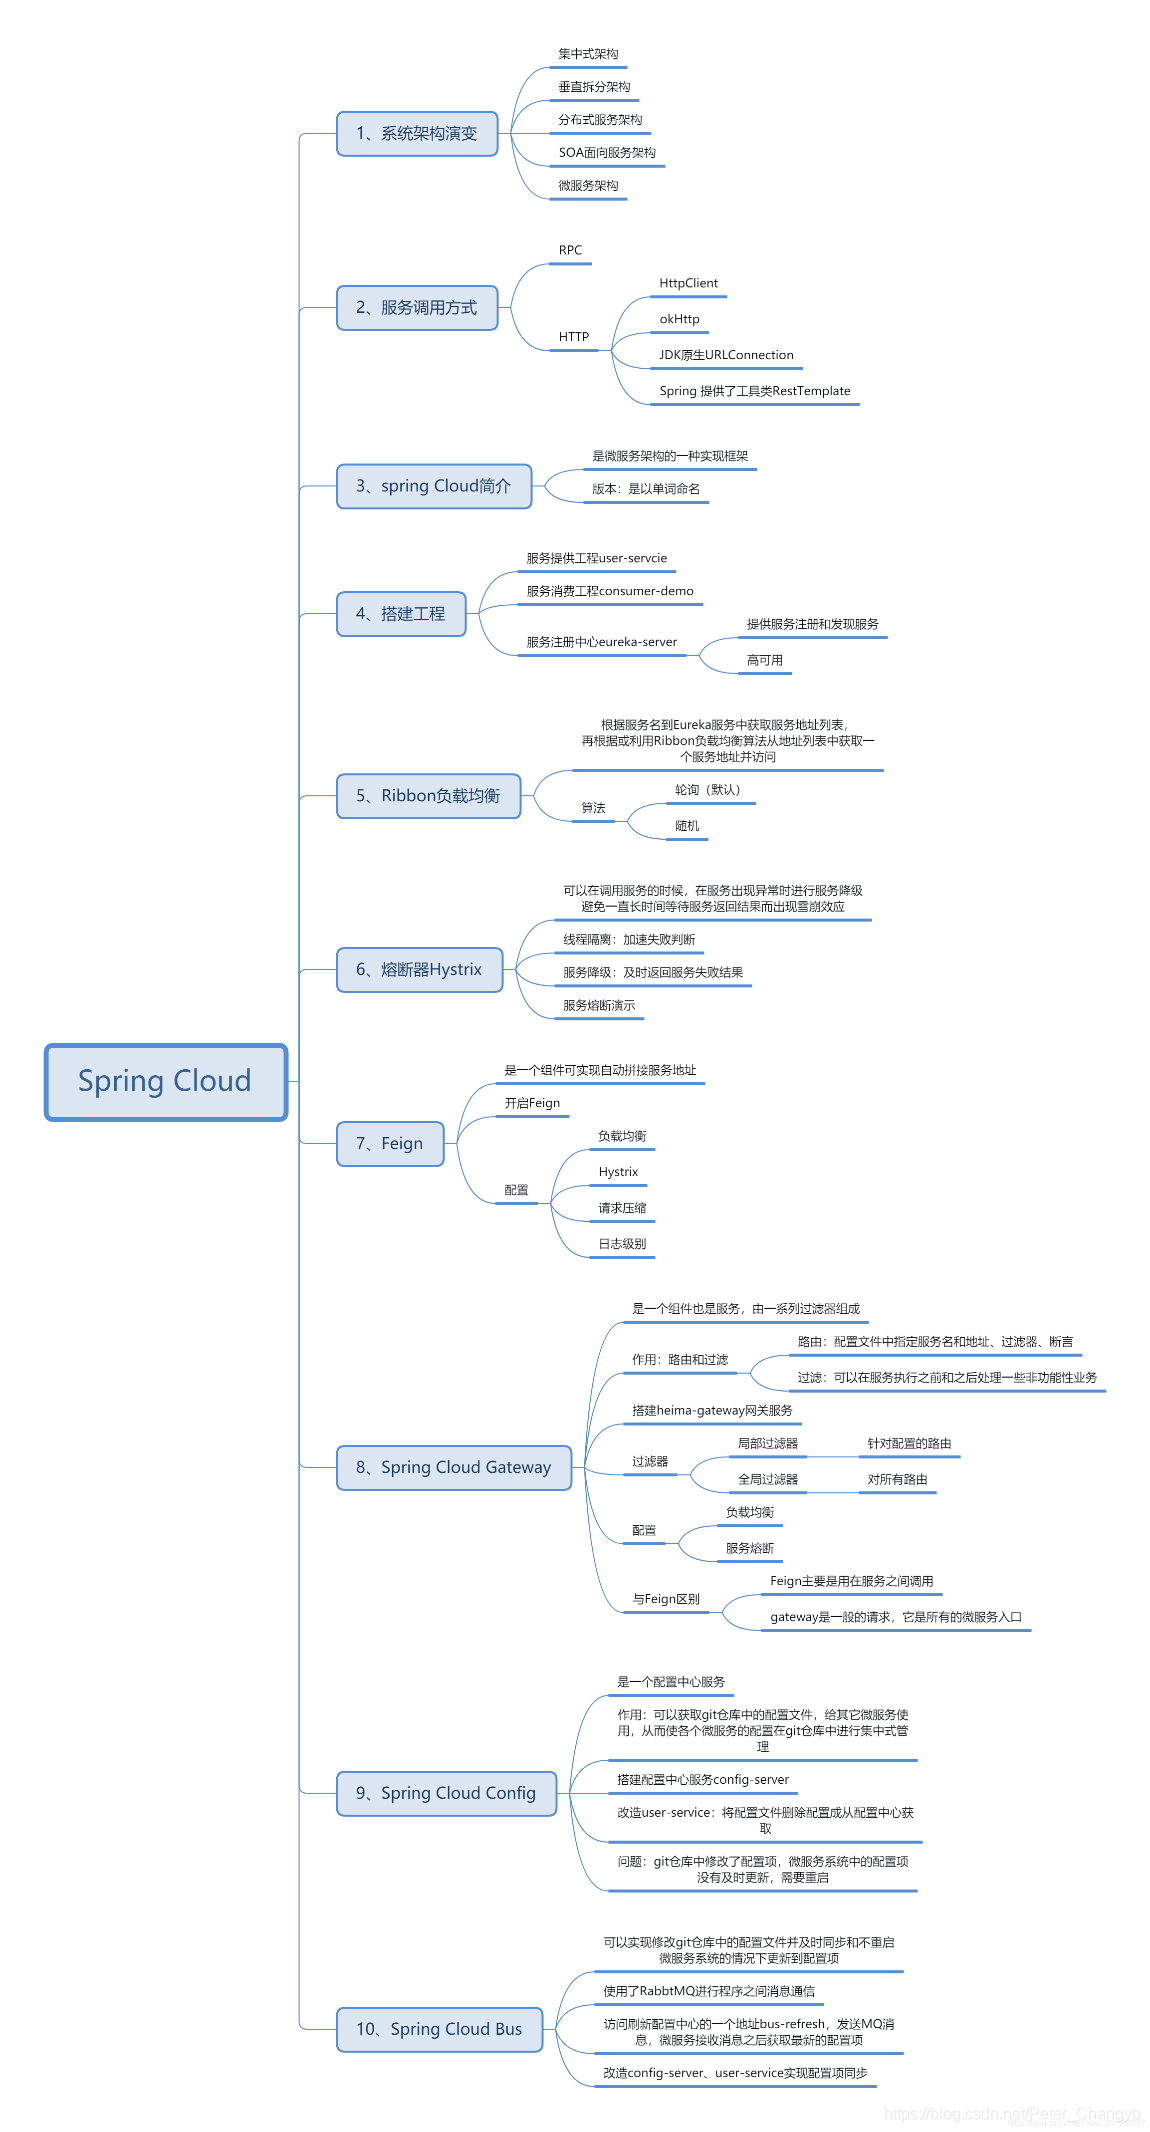 Spring Cloud
1、系统架构演变
集中式架构
垂直拆分架构
分布式服务架构
SOA面向服务架构
微服务架构
2、服务调用方式
RPC
HTTP
HttpClient
okHttp
JDK原生URLConnection
Spring 提供了工具类RestTemplate
3、spring Cloud简介
是微服务架构的一种实现框架
版本：是以单词命名
4、搭建工程
服务提供工程user-servcie
服务消费工程consumer-demo
服务注册中心eureka-server
提供服务注册和发现服务
高可用
5、Ribbon负载均衡
根据服务名到Eureka服务中获取服务地址列表，
再根据或利用Ribbon负载均衡算法从地址列表中获取一
个服务地址并访问
算法
轮询（默认）
随机
6、熔断器Hystrix
可以在调用服务的时候，在服务出现异常时进行服务降级
避免一直长时间等待服务返回结果而出现雪崩效应
线程隔离：加速失败判断
服务降级：及时返回服务失败结果
服务熔断演示
7、Feign
是一个组件可实现自动拼接服务地址
开启Feign
配置
负载均衡
Hystrix
请求压缩
日志级别
8、Spring Cloud Gateway
是一个组件也是服务，由一系列过滤器组成
作用：路由和过滤
路由：配置文件中指定服务名和地址、过滤器、断言
过滤：可以在服务执行之前和之后处理一些非功能性业务
搭建heima-gateway网关服务
过滤器
局部过滤器
针对配置的路由
全局过滤器
对所有路由
配置
负载均衡
服务熔断
与Feign区别
Feign主要是用在服务之间调用
gateway是一般的请求，它是所有的微服务入口
9、Spring Cloud Config
是一个配置中心服务
作用：可以获取git仓库中的配置文件，给其它微服务使
用，从而使各个微服务的配置在git仓库中进行集中式管
理
搭建配置中心服务config-server
改造user-service：将配置文件删除配置成从配置中心获
取
问题：git仓库中修改了配置项，微服务系统中的配置项
没有及时更新，需要重启
10、Spring Cloud Bus
可以实现修改git仓库中的配置文件并及时同步和不重启
微服务系统的情况下更新到配置项
使用了RabbtMQ进行程序之间消息通信
访问刷新配置中心的一个地址bus-refresh，发送MQ消
息，微服务接收消息之后获取最新的配置项
改造config-server、user-service实现配置项同步
https://blog.csdn.net/Peter_Changyb